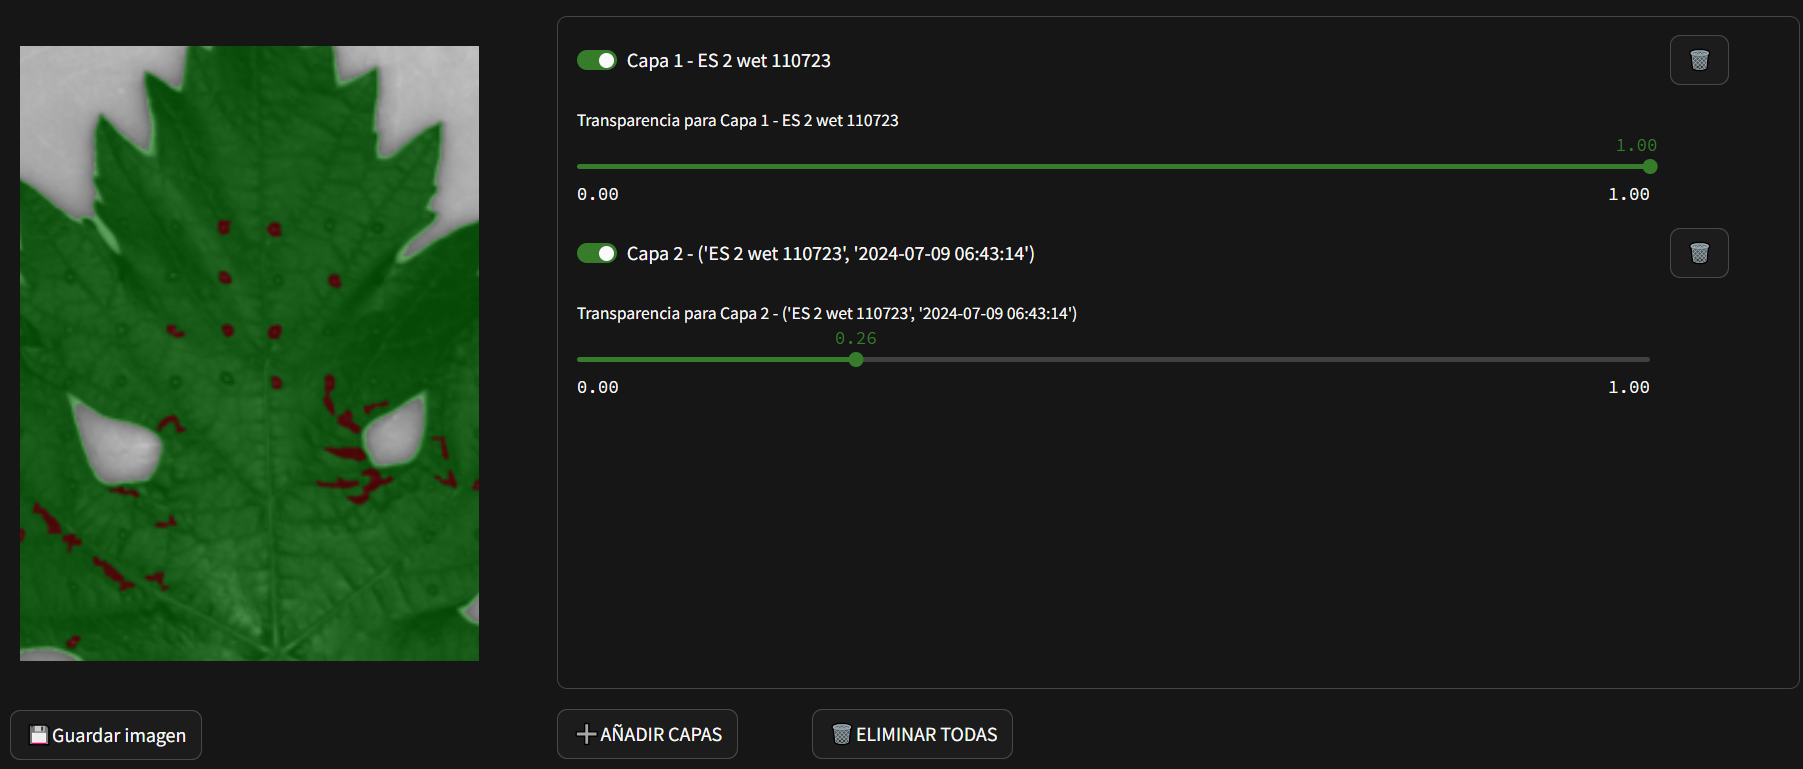 Capa 1 - ES 2 wet 110723
Transparencia para Capa 1 - ES 2 wet 110723
1.00
0.00 1.00
Capa 2 - ('ES 2 wet 110723', '2024-07-09 06:43:14')
Transparencia para Capa 2 - ('ES 2 wet 110723', '2024-07-09 06:43:14')
0.26
0.00 1.00
Guardar imagen
AÑADIR CAPAS
ELIMINAR TODAS